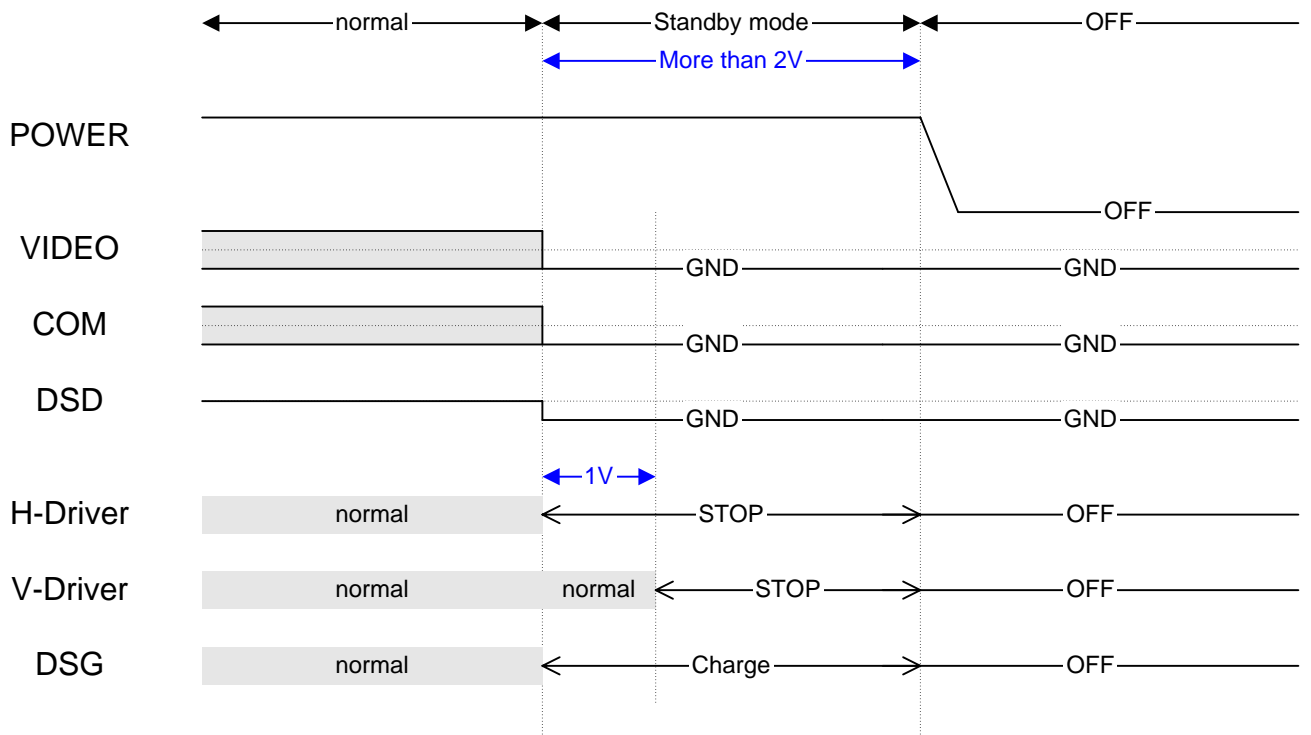 normal Standby mode OFF
More than 2V
POWER
OFF
VIDEO
GND GND
COM
GND GND
DSD
GND GND
1V
H-Driver normal STOP OFF
V-Driver normal normal STOP OFF
DSG normal Charge OFF